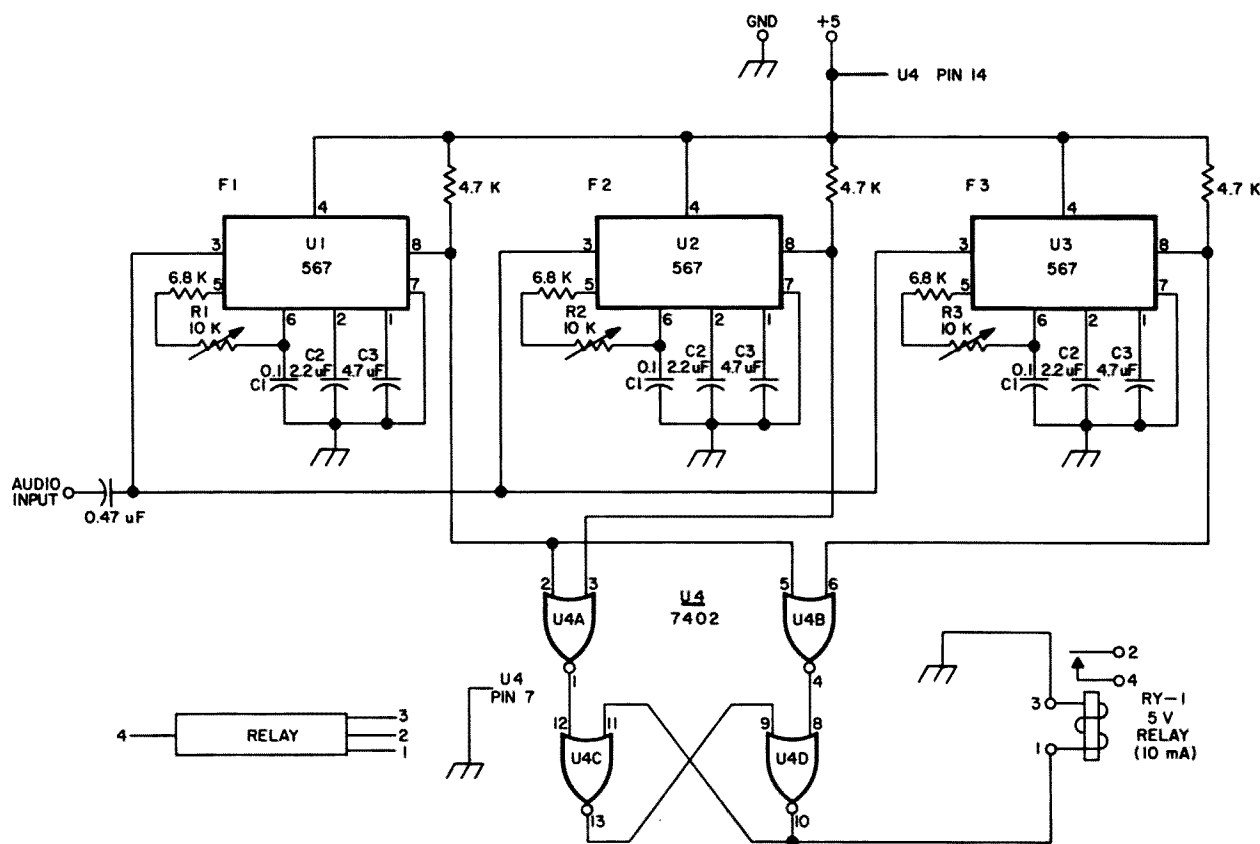 GND
+5
U4 PIN 14
F1
4.7 K
F2
4.7 K
F3
4.7 K
4
4
4
3
U1
567
8
3
U2
567
8
3
U3
567
8
6.8 K
5
7
6.8 K
5
7
6.8 K
5
7
R1
10 K
6
2
1
R2
10 K
6
2
1
R3
10 K
6
2
1
0.1
C1
C2
2.2 uF
C3
4.7 uF
0.1
C1
C2
2.2 uF
C3
4.7 uF
0.1
C1
C2
2.2 uF
C3
4.7 uF
AUDIO
INPUT
0.47 uF
2
3
U4A
1
U4
7402
5
6
U4B
4
U4
PIN 7
12
11
U4C
13
9
8
U4D
10
4
RELAY
3
2
1
2
4
3
1
RY-1
5 V
RELAY
(10 mA)